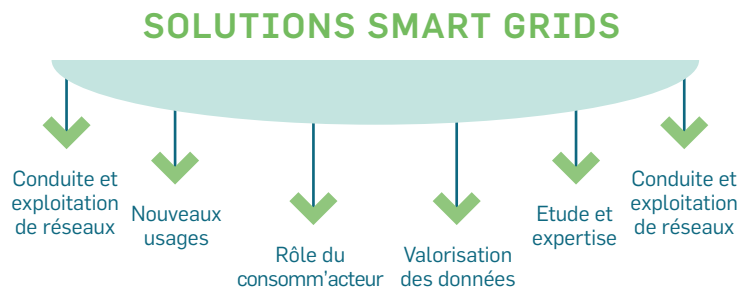 SOLUTIONS SMART GRIDS
Conduite et
exploitation
de réseaux
Nouveaux
usages
Rôle du
consomm'acteur
Valorisation
des données
Etude et
expertise
Conduite et
exploitation
de réseaux